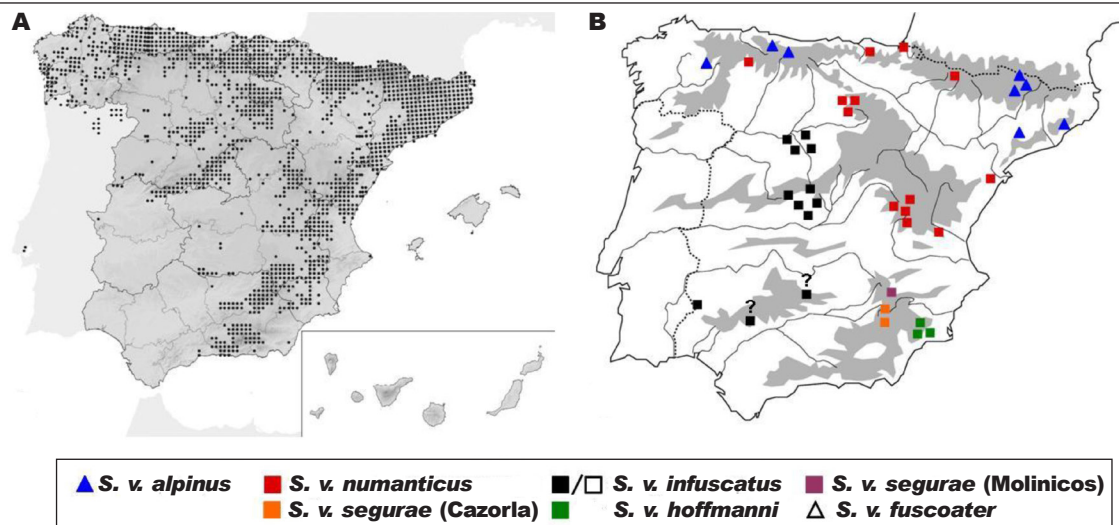 A
B
?
?
S. v. alpinus
S. v. numanticus
/ S. v. infuscatus
S. v. segurae (Molinicos)
S. v. segurae (Cazorla)
S. v. hoffmanni
S. v. fuscoater